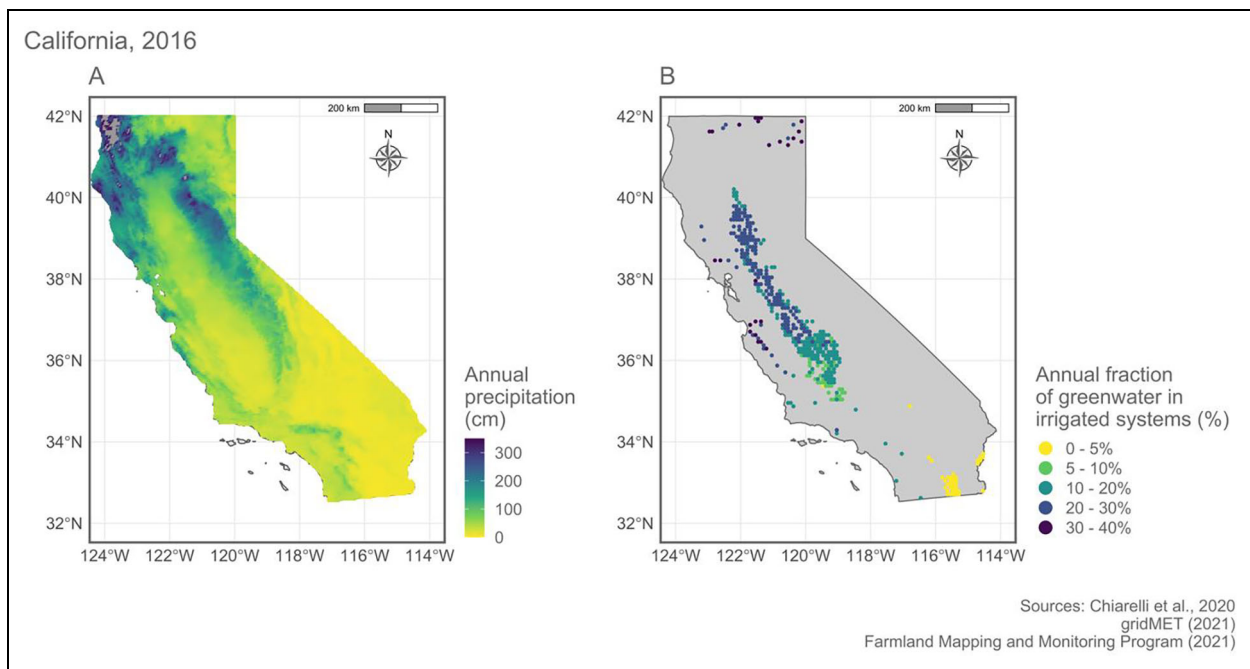 California, 2016
A
200 km
N
42°N
40°N
38°N
36°N
34°N
32°N
124°W 122°W 120°W 118°W 116°W 114°W
Annual
precipitation
(cm)
300
200
100
0
B
200 km
N
42°N
40°N
38°N
36°N
34°N
32°N
124°W 122°W 120°W 118°W 116°W 114°W
Annual fraction
of greenwater in
irrigated systems (%)
0 - 5%
5 - 10%
10 - 20%
20 - 30%
30 - 40%
Sources: Chiarelli et al., 2020
gridMET (2021)
Farmland Mapping and Monitoring Program (2021)